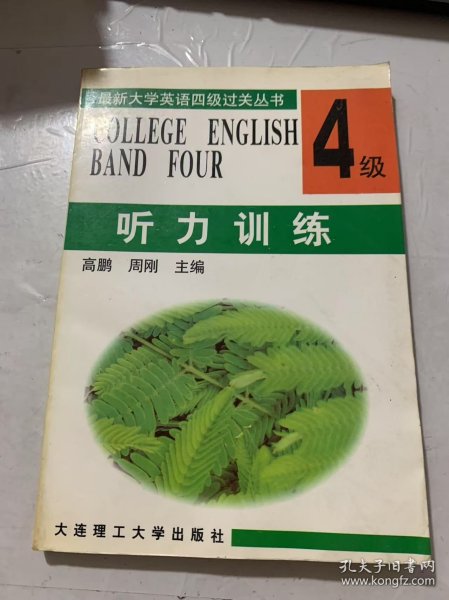 最新大学英语四级过关丛书
COLLEGE ENGLISH
BAND FOUR
4级
听力训练
高鹏 周刚 主编
大连理工大学出版社
孔夫子旧书网
www.kongfz.com